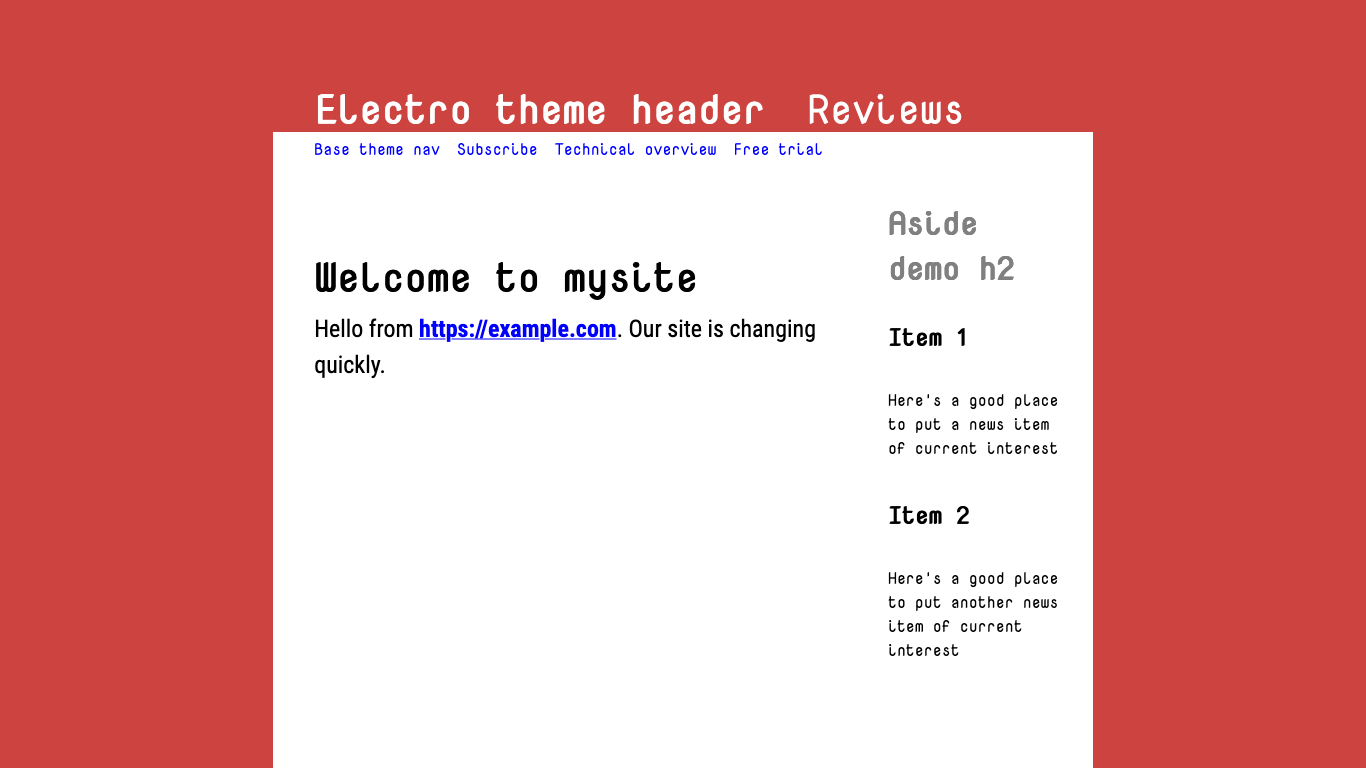 Electro theme header Reviews
Base theme nav Subscribe Technical overview Free trial
Welcome to mysite
Hello from https://example.com. Our site is changing
quickly.
Aside
demo h2
Item 1
Here's a good place
to put a news item
of current interest
Item 2
Here's a good place
to put another news
item of current
interest